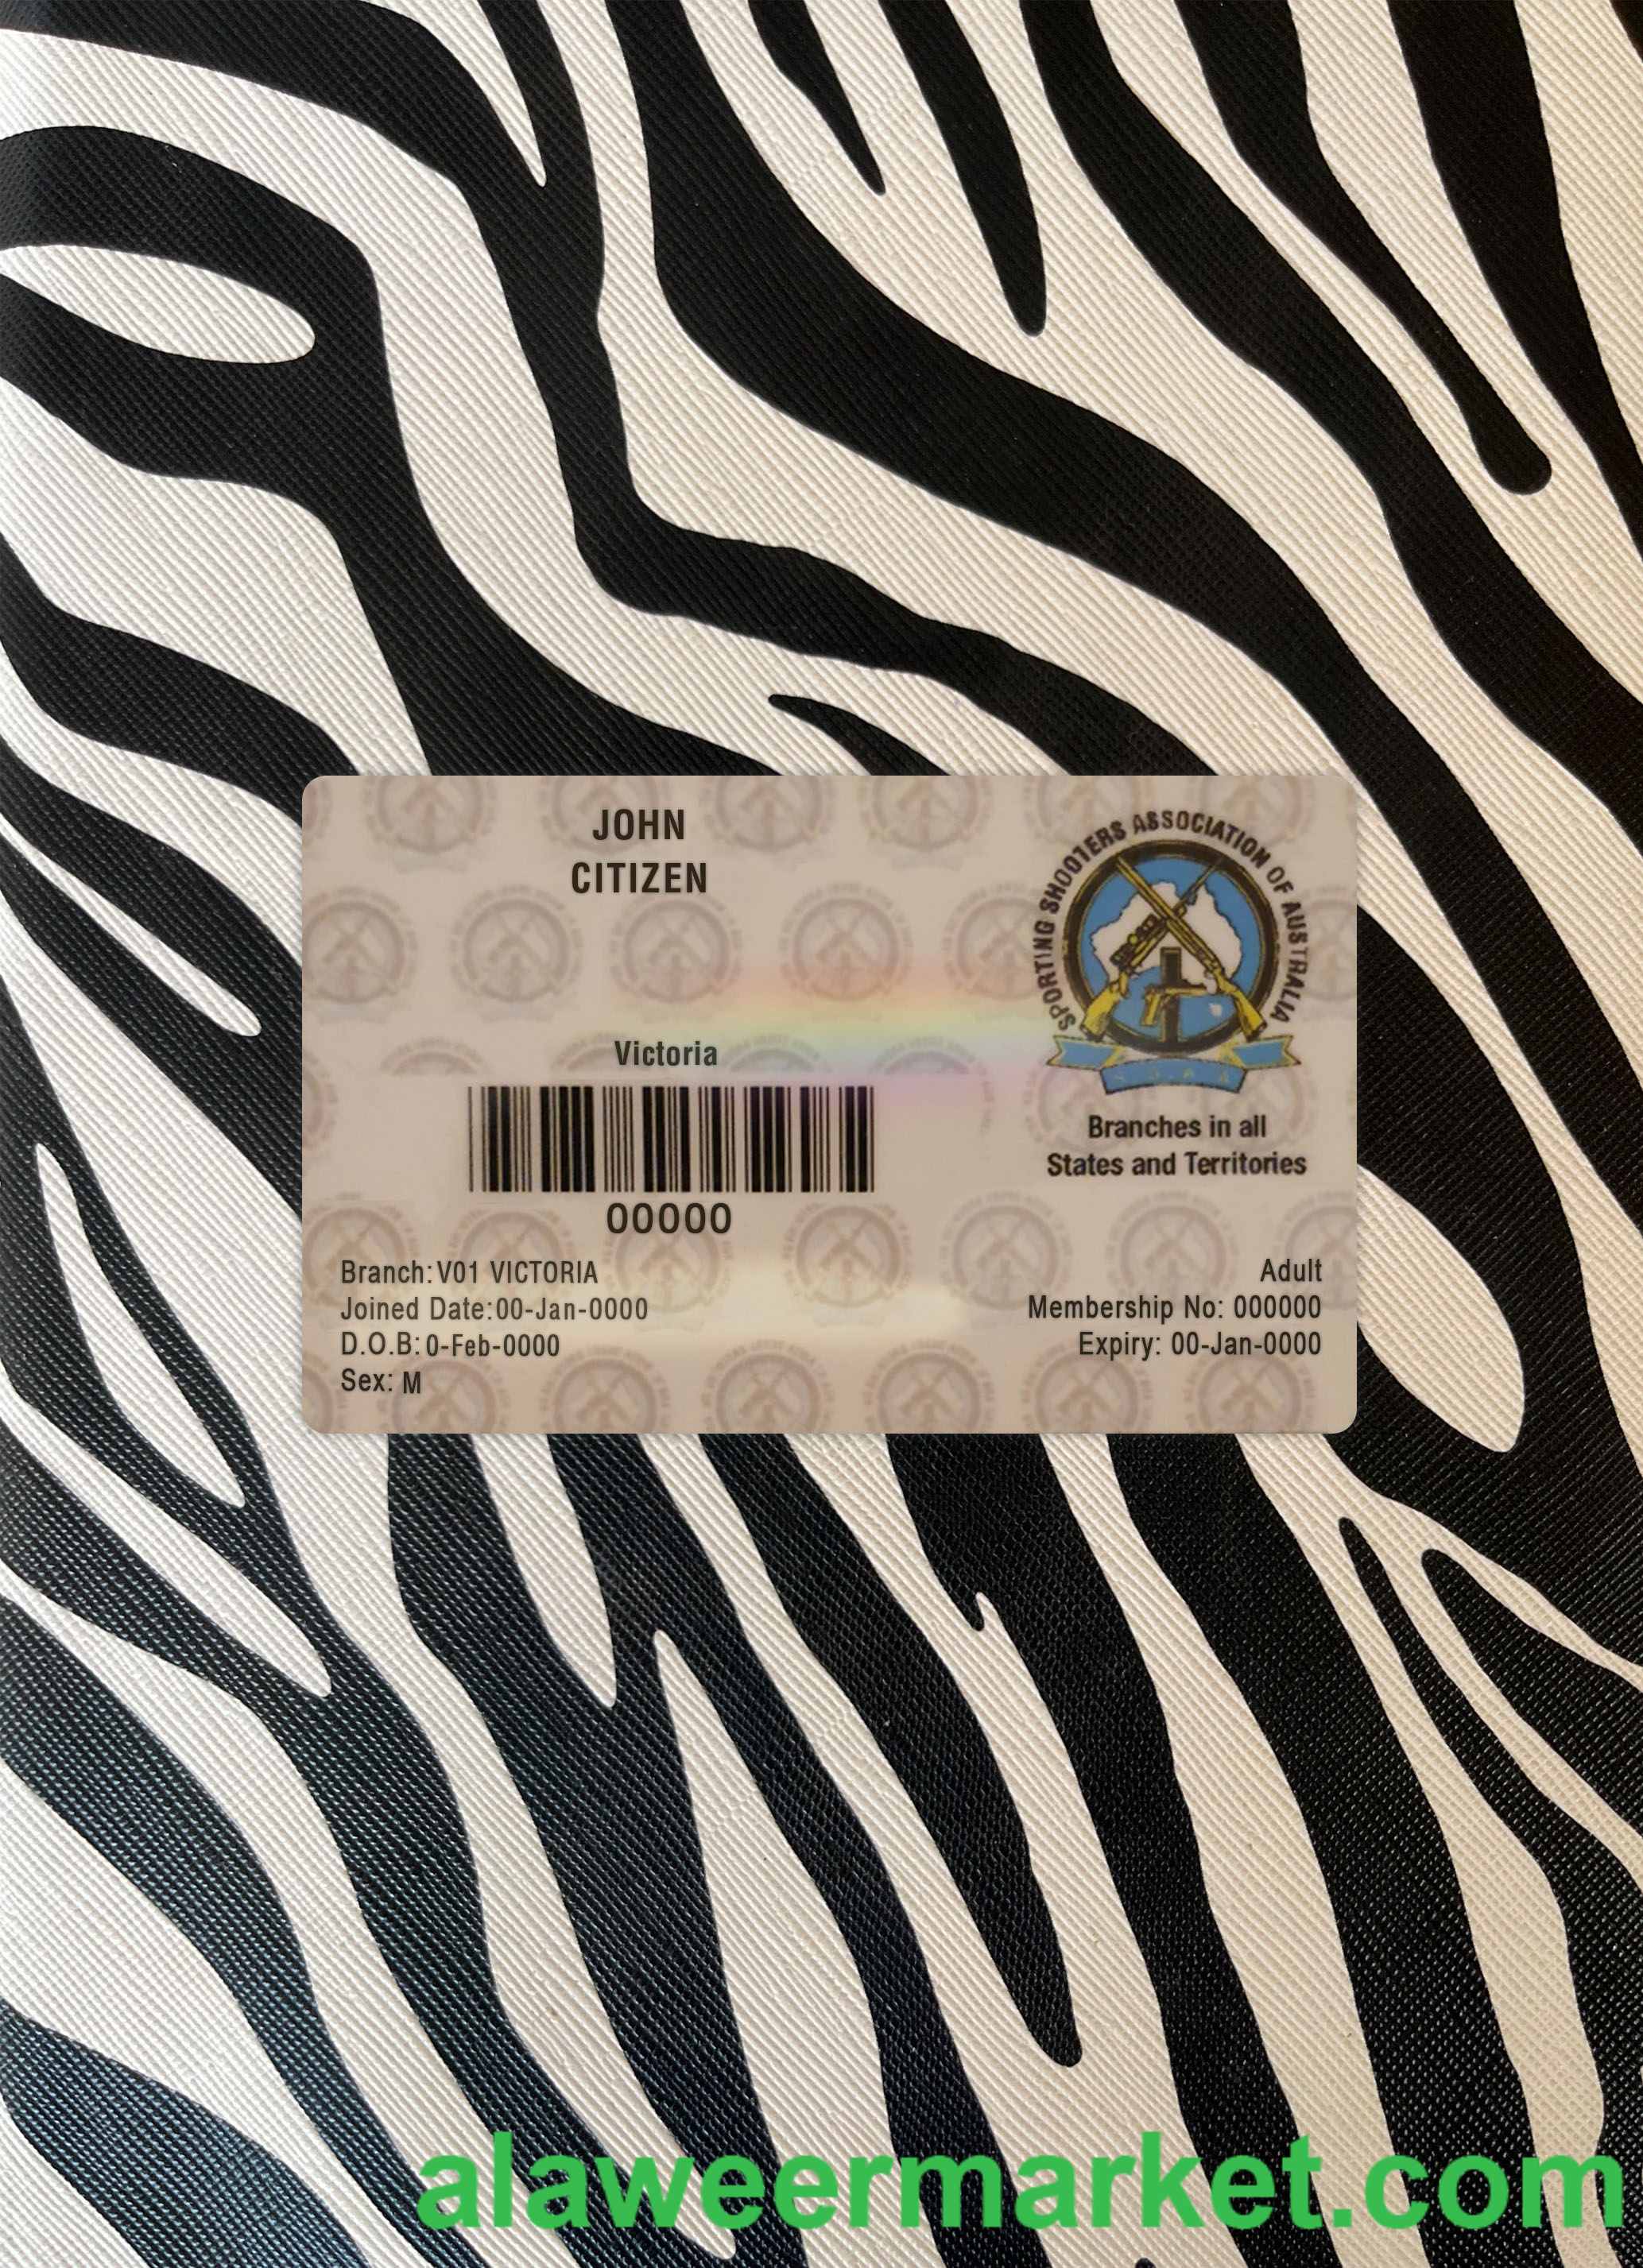 JOHN
CITIZEN
SPORTING SHOOTERS ASSOCIATION OF AUSTRALIA
Victoria
S.S.A.A.
Branches in all
States and Territories
00000
Branch: V01 VICTORIA
Joined Date: 00-Jan-0000
D.O.B: 0-Feb-0000
Sex: M
Adult
Membership No: 000000
Expiry: 00-Jan-0000
alaweermarket.com